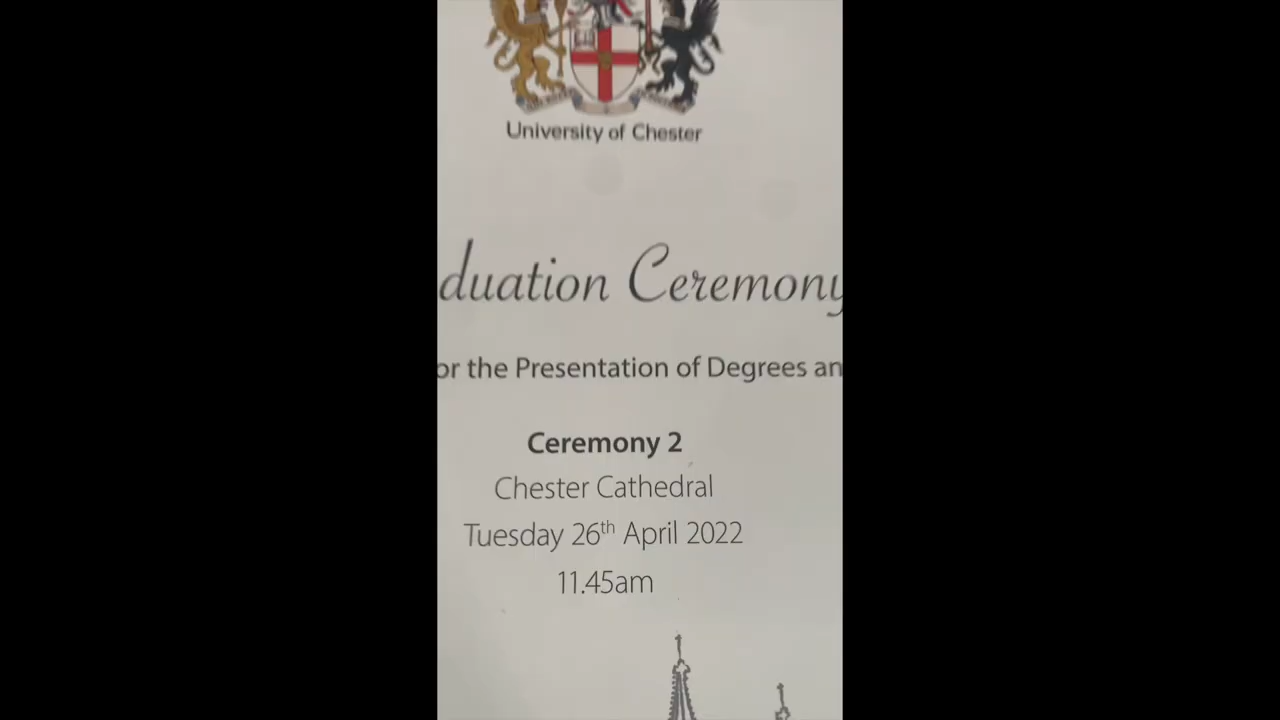 University of Chester
duation Ceremony
or the Presentation of Degrees an
Ceremony 2
Chester Cathedral
Tuesday 26th April 2022
11.45am